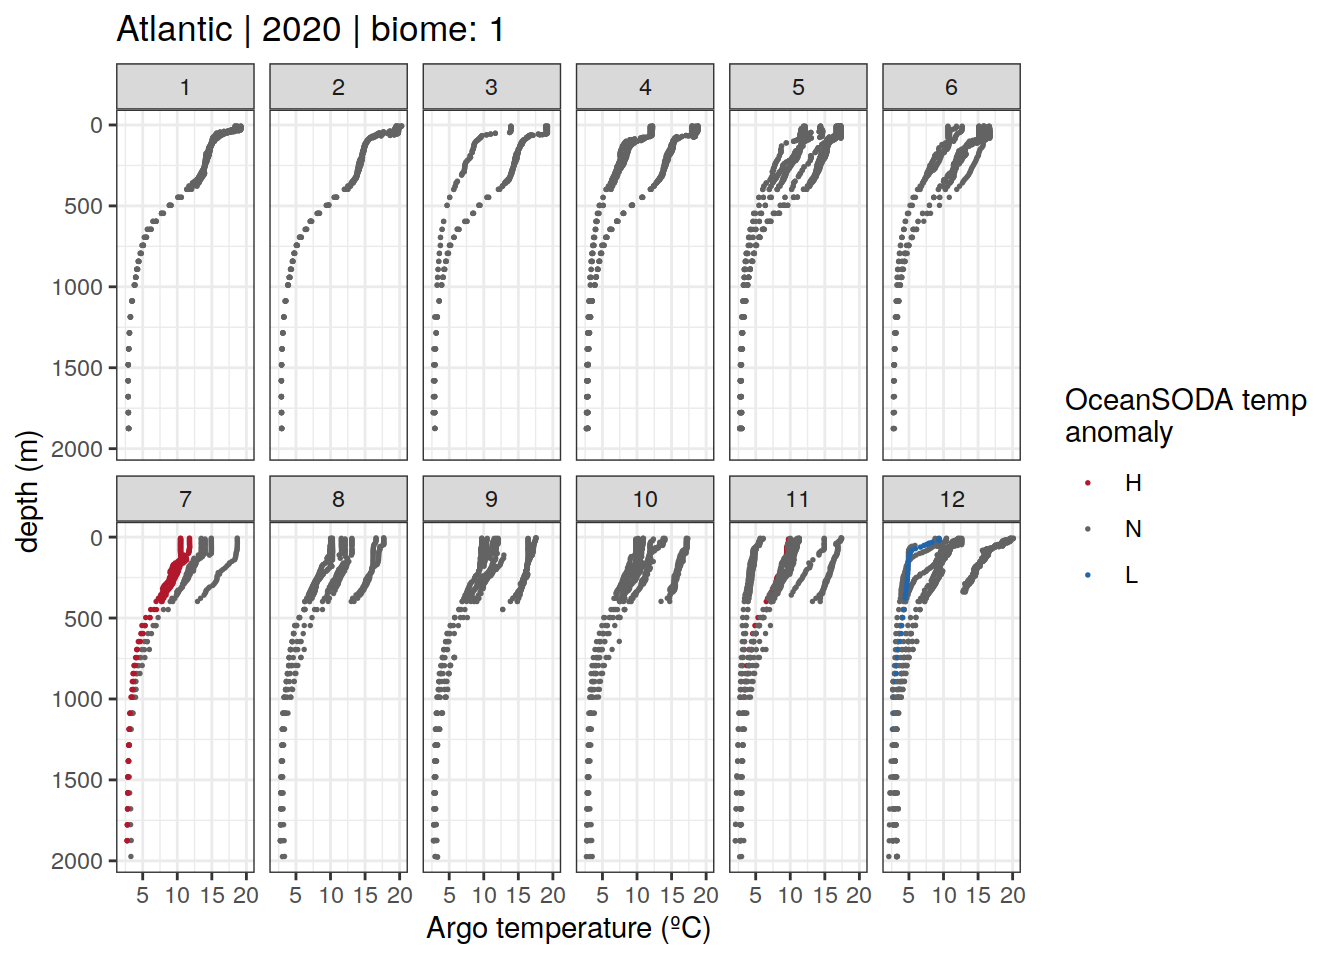 Atlantic | 2020 | biome: 1
1 2 3 4 5 6
0
500
1000
1500
2000
7 8 9 10 11 12
0
500
1000
1500
2000
5 10 15 20 5 10 15 20 5 10 15 20 5 10 15 20 5 10 15 20 5 10 15 20
depth (m)
Argo temperature (ºC)
OceanSODA temp
anomaly
H
N
L